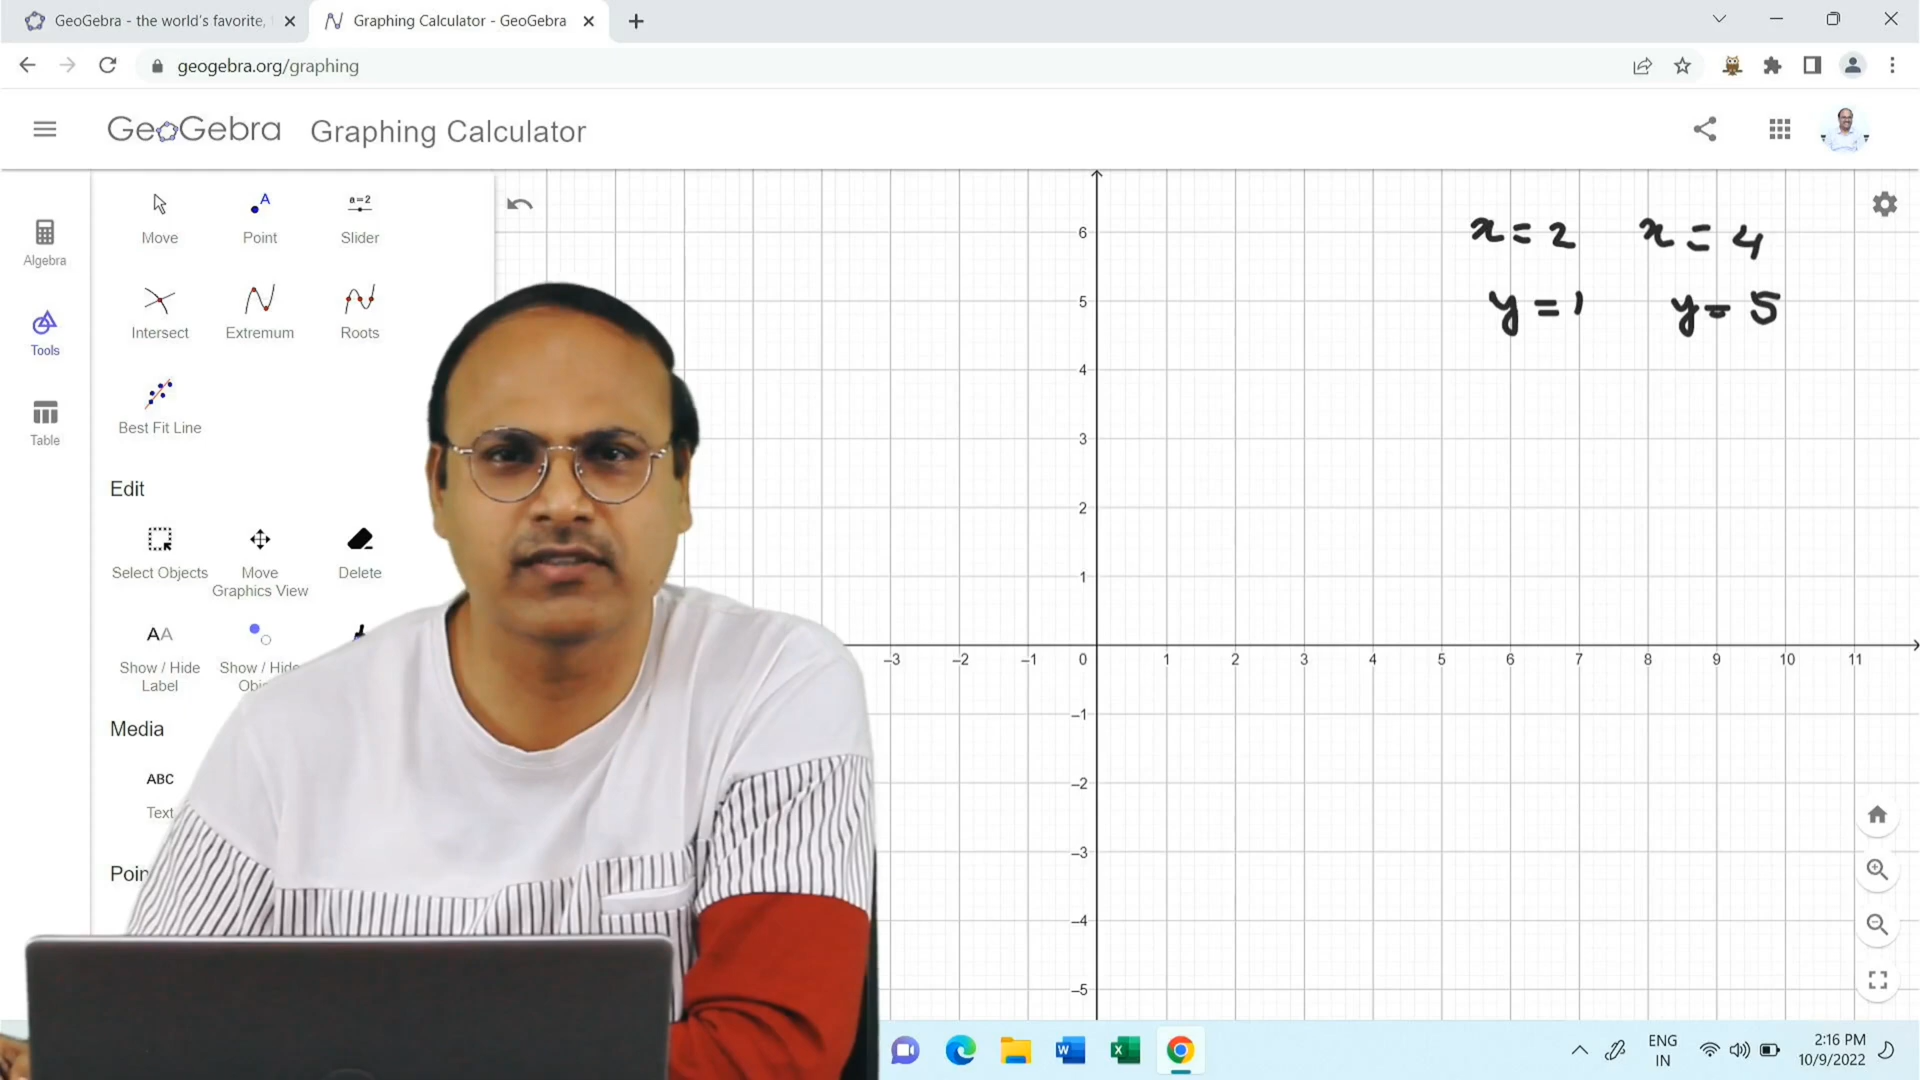 GeoGebra - the world's favorite,
Graphing Calculator - GeoGebra
geogebra.org/graphing
GeoGebra Graphing Calculator
Algebra
Tools
Table
Move
Point
A
a=2
Slider
Intersect
Extremum
Roots
Best Fit Line
Edit
Select Objects
Move
Graphics View
Delete
AA
Show / Hide
Label
Show / Hide
Media
ABC
Text
x = 2 x = 4
y = 1 y = 5
6
5
4
3
2
1
–3 –2 –1 0 1 2 3 4 5 6 7 8 9 10 11
–1
–2
–3
–4
–5
ENG
IN
2:16 PM
10/9/2022